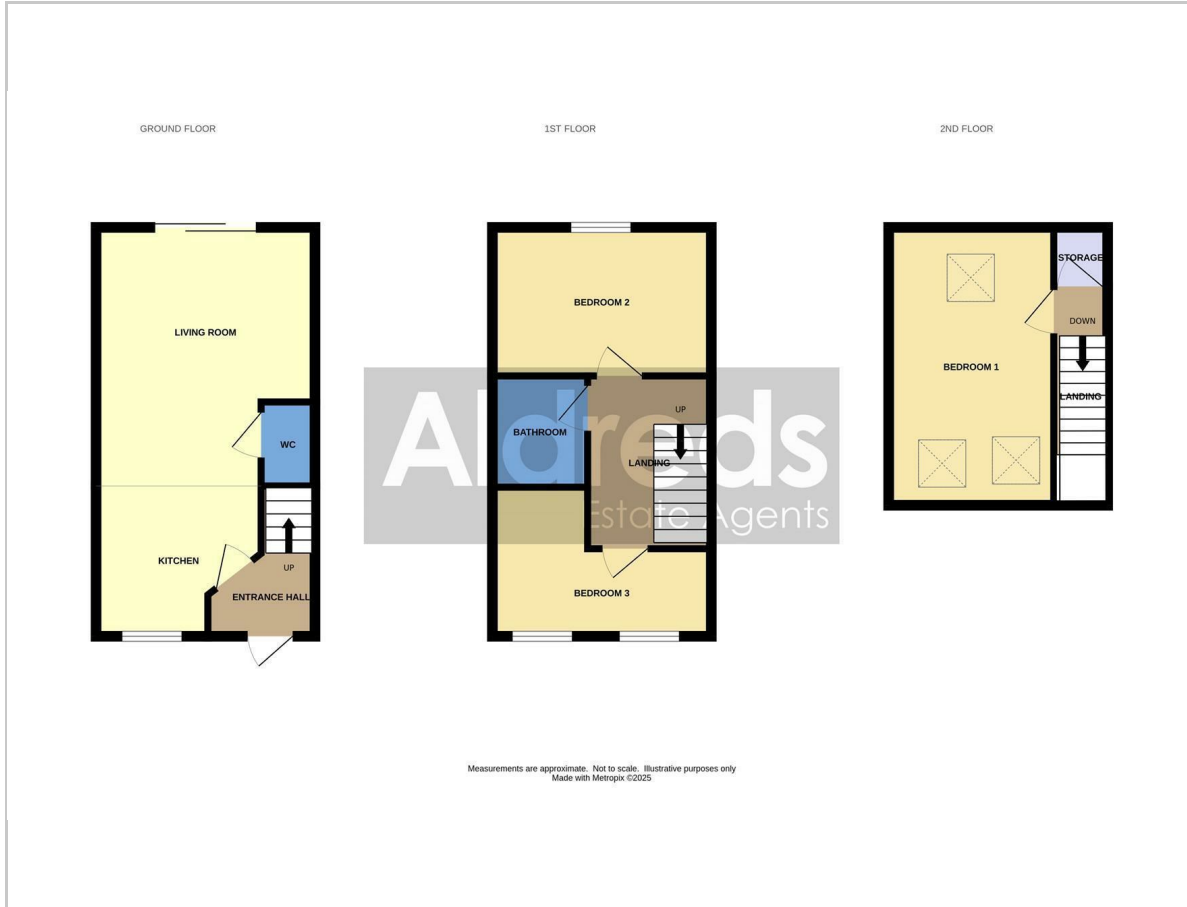 GROUND FLOOR
1ST FLOOR
2ND FLOOR
LIVING ROOM
WC
KITCHEN
UP
ENTRANCE HALL
BEDROOM 2
BATHROOM
UP
LANDING
BEDROOM 3
STORAGE
DOWN
BEDROOM 1
LANDING
Aldreds
Estate Agents
Measurements are approximate. Not to scale. Illustrative purposes only
Made with Metropix ©2025